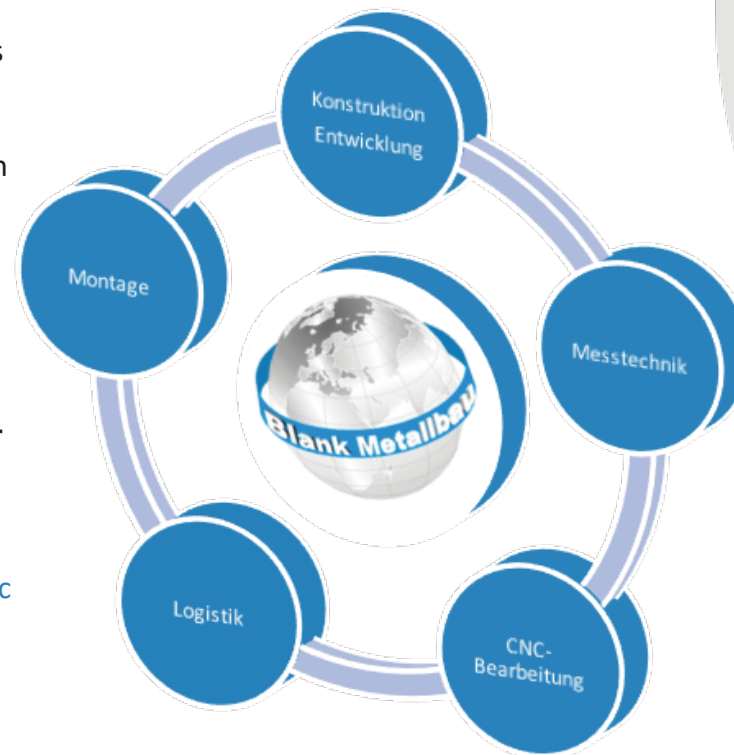 s
n
.
c
Konstruktion
Entwicklung
Montage
Messtechnik
Blank Metallbau
Logistik
CNC-
Bearbeitung